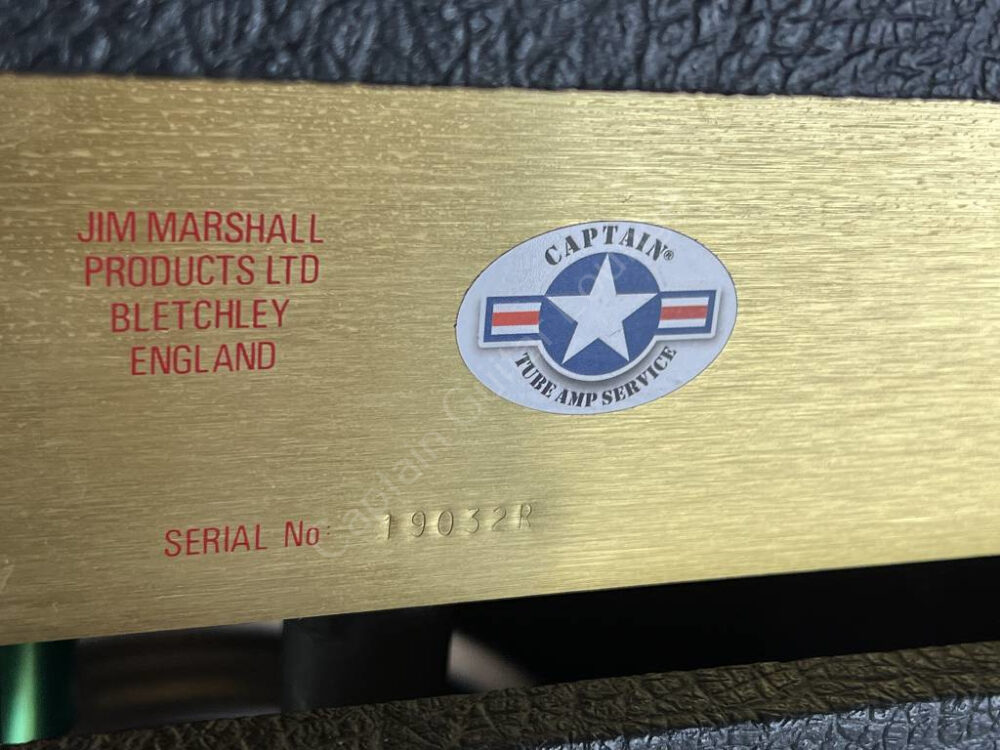 JIM MARSHALL
PRODUCTS LTD
BLETCHLEY
ENGLAND
CAPTAIN®
TUBE AMP SERVICE
SERIAL No: 19032R